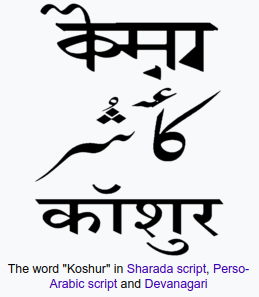 کٲشُر
कॉशुर
The word "Koshur" in Sharada script, Perso-
Arabic script and Devanagari